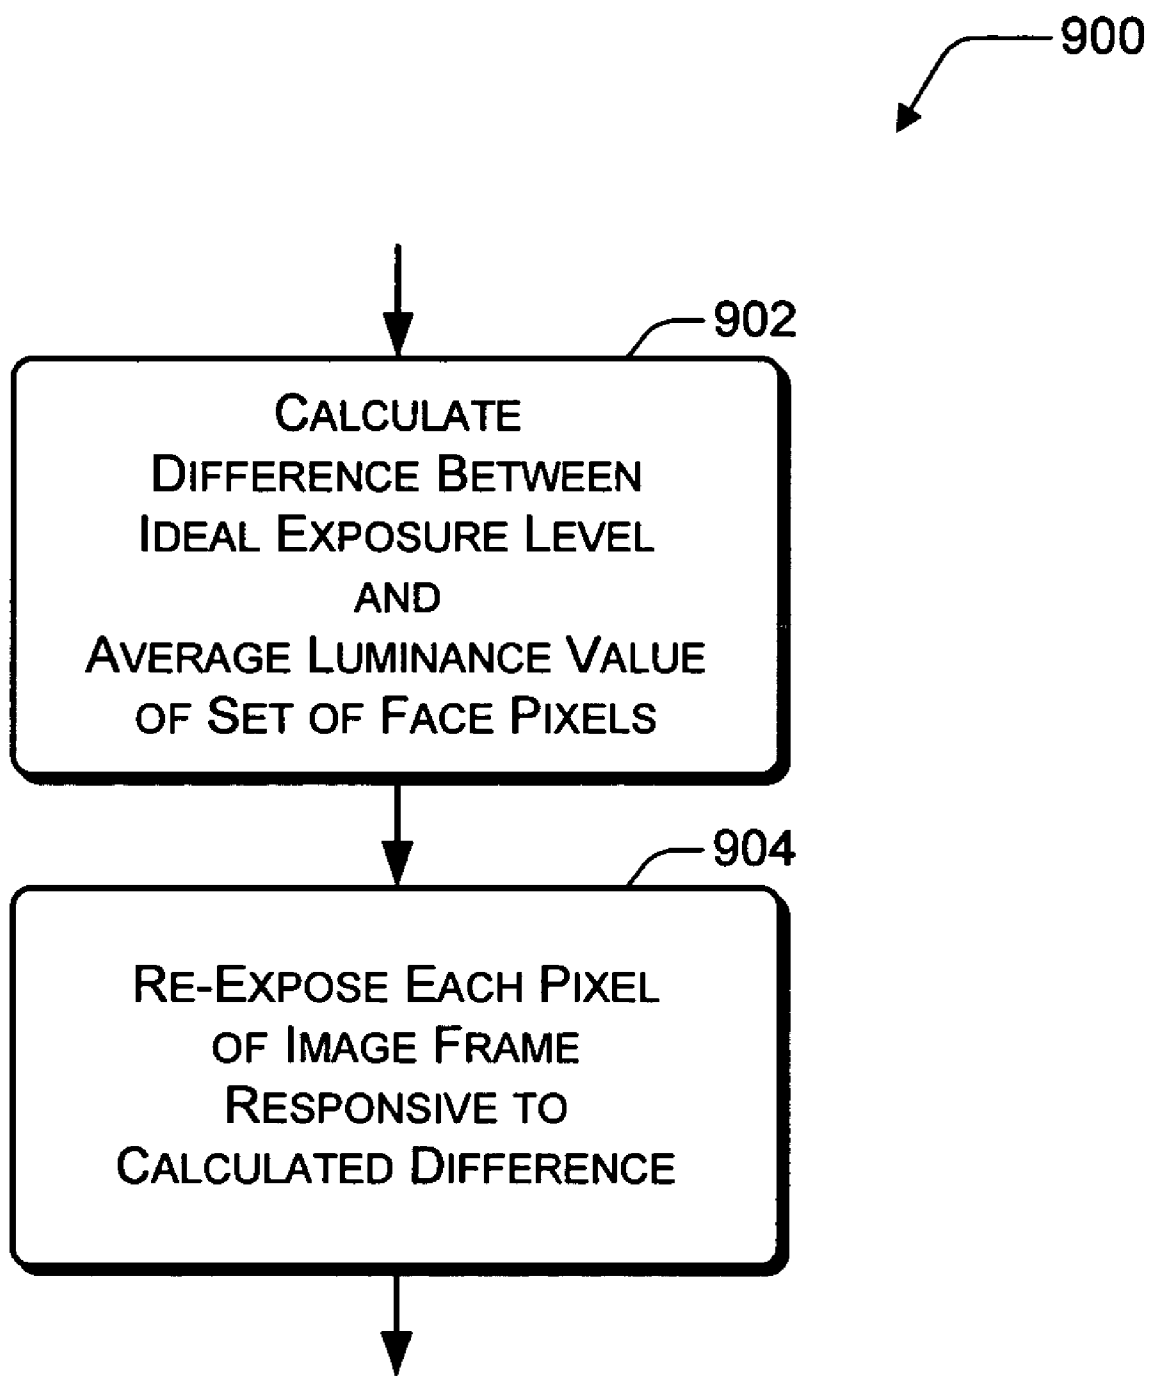 900
902
CALCULATE
DIFFERENCE BETWEEN
IDEAL EXPOSURE LEVEL
AND
AVERAGE LUMINANCE VALUE
OF SET OF FACE PIXELS
904
RE-EXPOSE EACH PIXEL
OF IMAGE FRAME
RESPONSIVE TO
CALCULATED DIFFERENCE